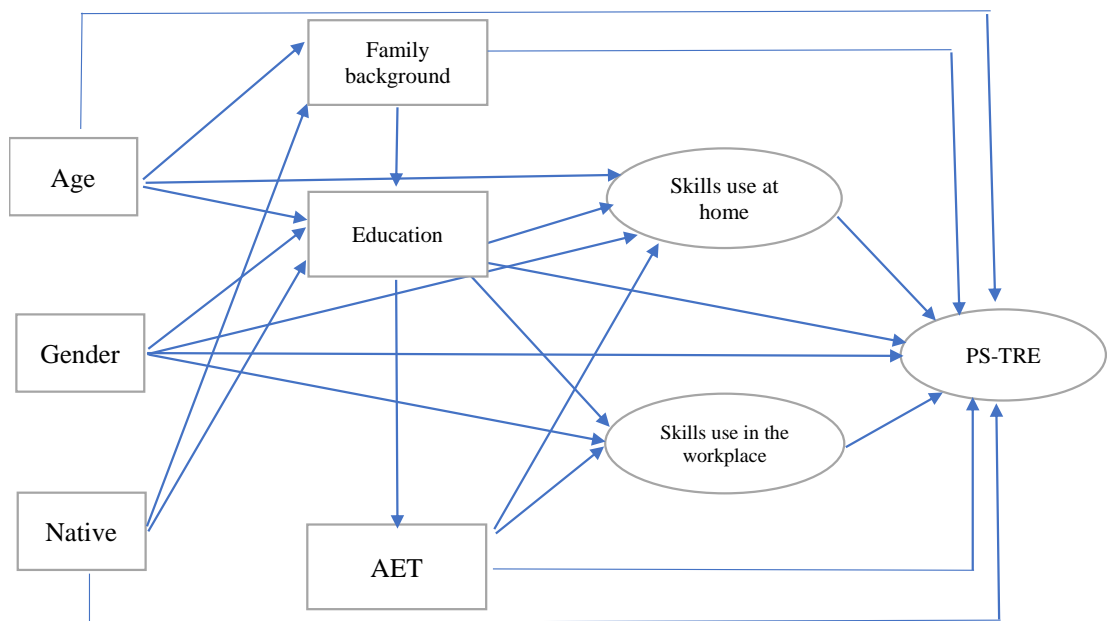 Family
background
Age
Skills use at
home
Education
Gender
PS-TRE
Skills use in the
workplace
Native
AET